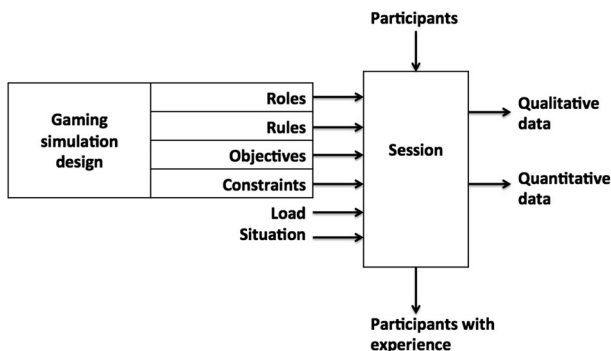 Participants
Gaming
simulation
design
Roles
Rules
Objectives
Constraints
Load
Situation
Session
Qualitative
data
Quantitative
data
Participants with
experience